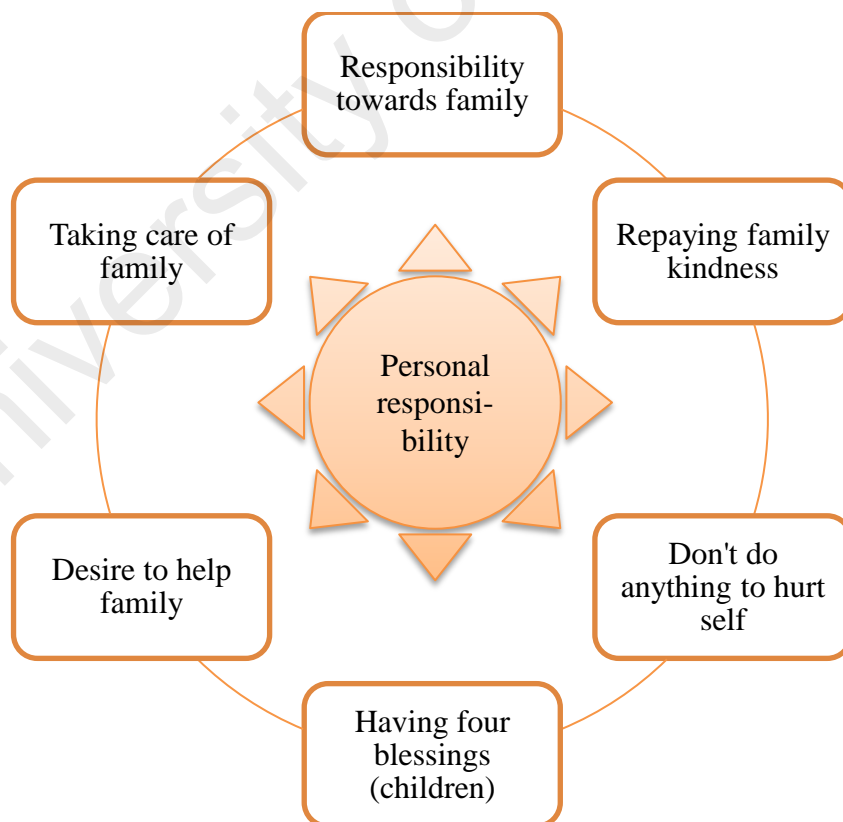 Responsibility
towards family
Repaying family
kindness
Don't do
anything to hurt
self
Having four
blessings
(children)
Desire to help
family
Taking care of
family
Personal
responsi-
bility